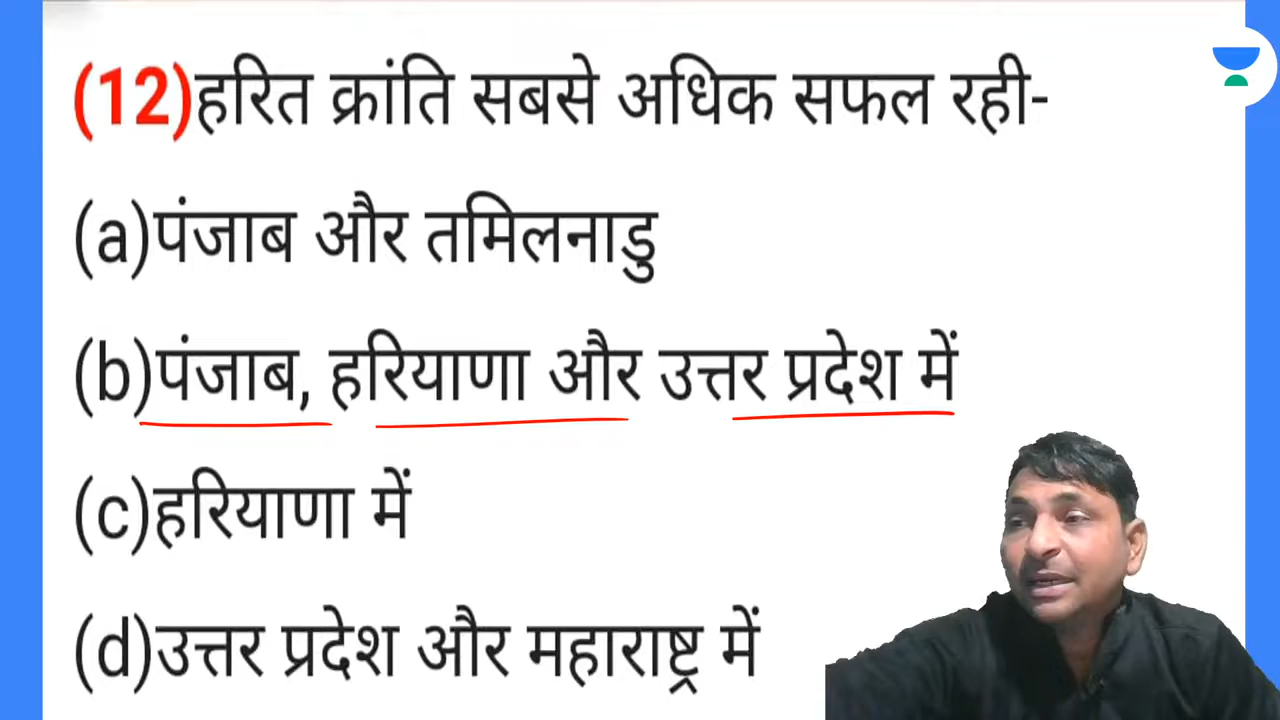 (12)हरित क्रांति सबसे अधिक सफल रही-
(a)पंजाब और तमिलनाडु
(b)पंजाब, हरियाणा और उत्तर प्रदेश में
(c)हरियाणा में
(d)उत्तर प्रदेश और महाराष्ट्र में